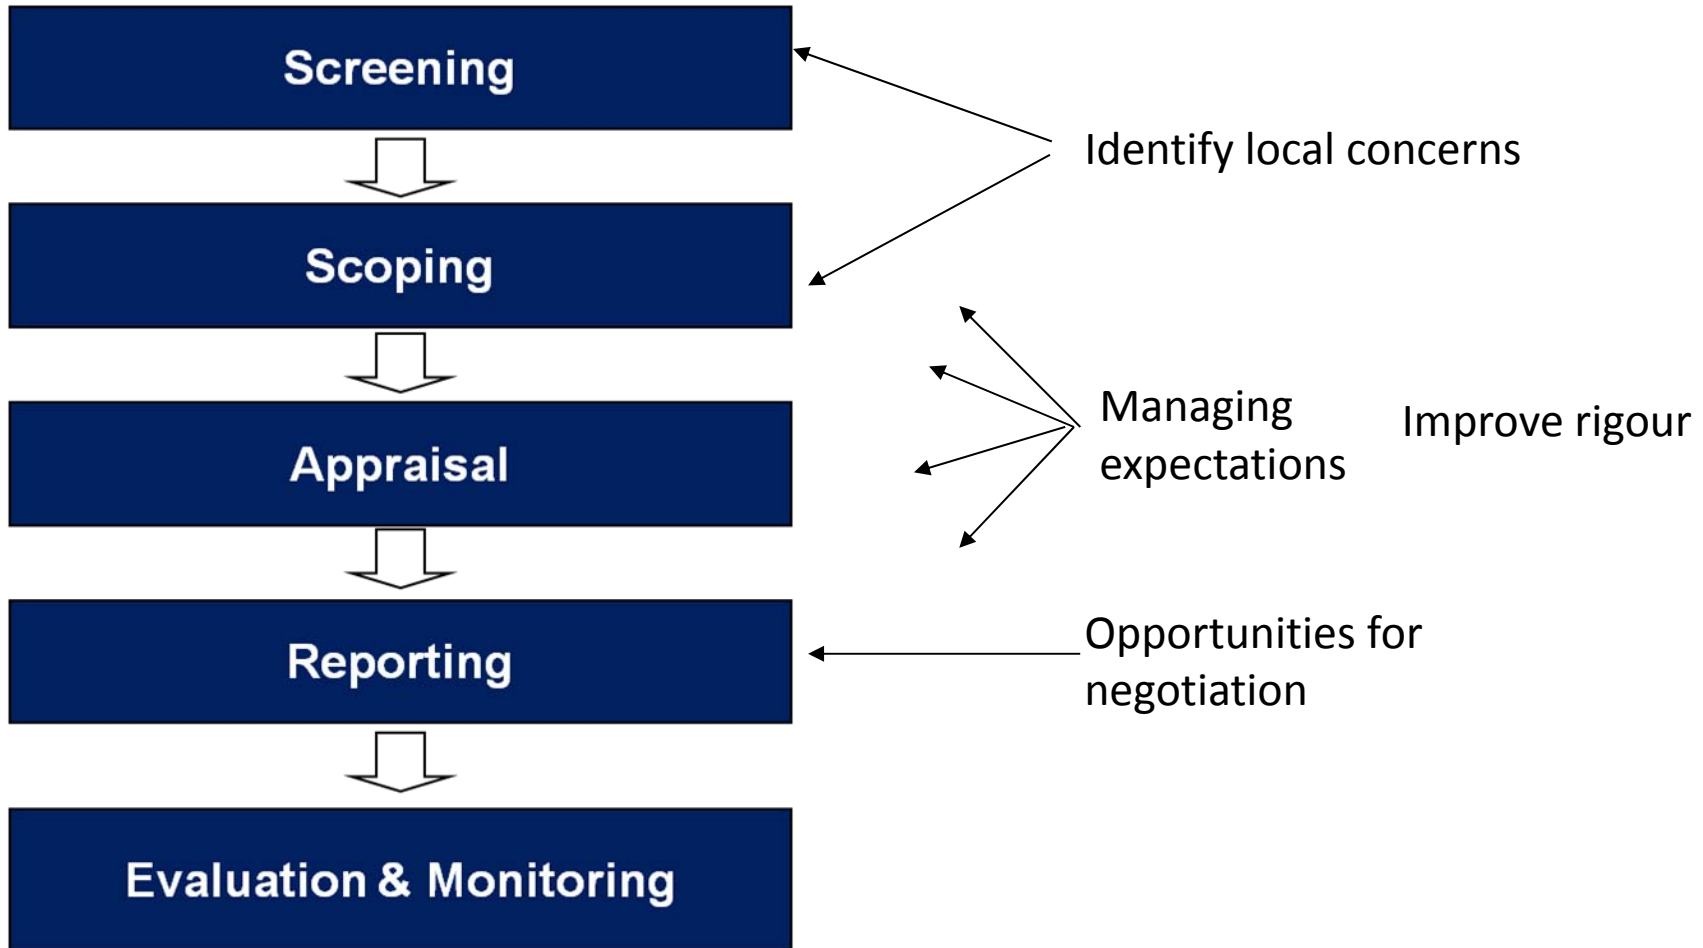 Screening
Identify local concerns
Scoping
Managing
expectations
Improve rigour
Appraisal
Opportunities for
negotiation
Reporting
Evaluation & Monitoring